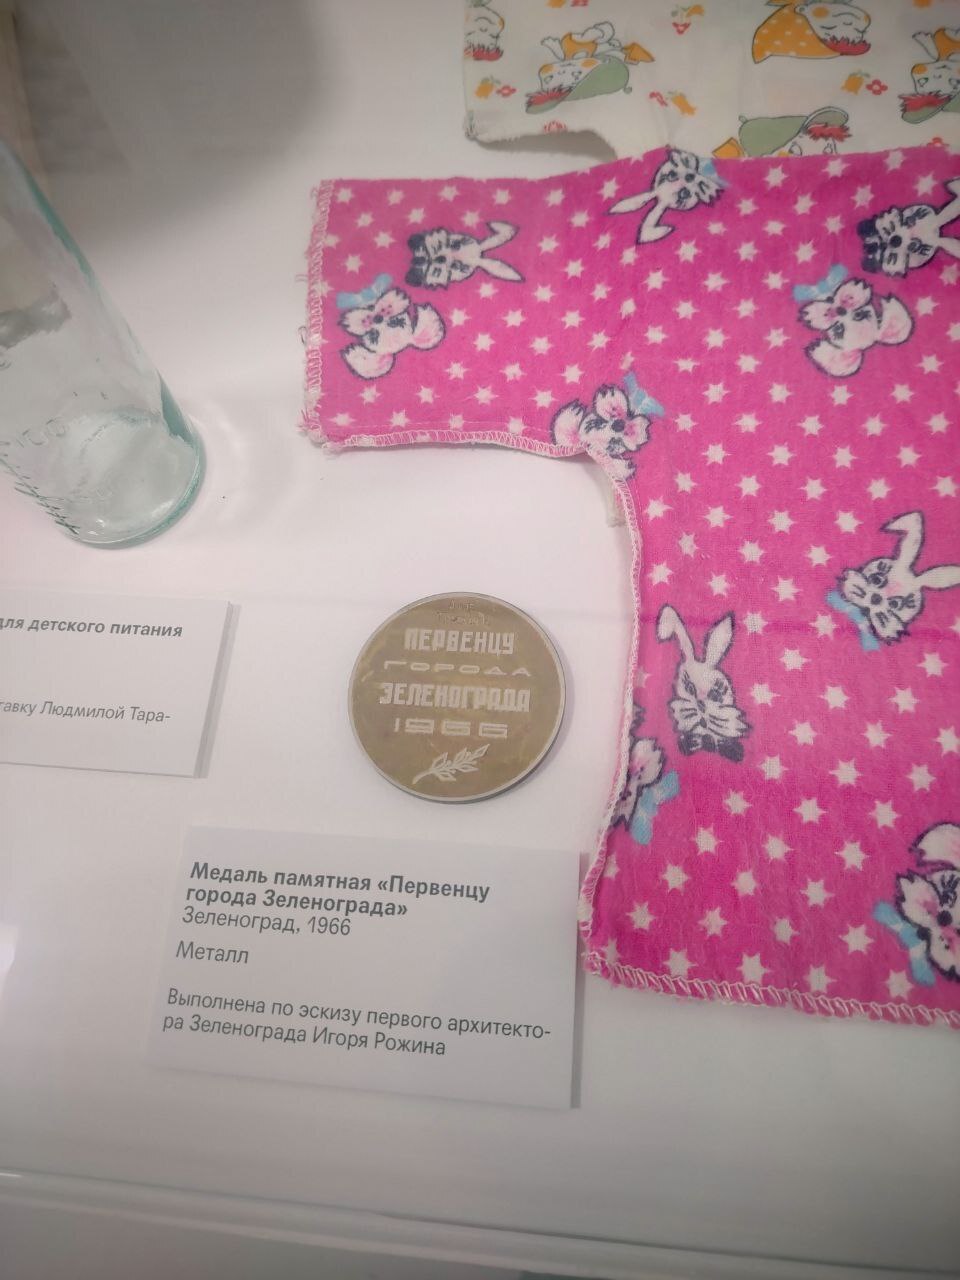 ПЕРВЕНЦУ
ГОРОДА
ЗЕЛЕНОГРАДА
1966
для детского питания
тавку Людмилой Тара-
Медаль памятная «Первенцу
города Зеленограда»
Зеленоград, 1966
Металл
Выполнена по эскизу первого архитекто-
ра Зеленограда Игоря Рожина